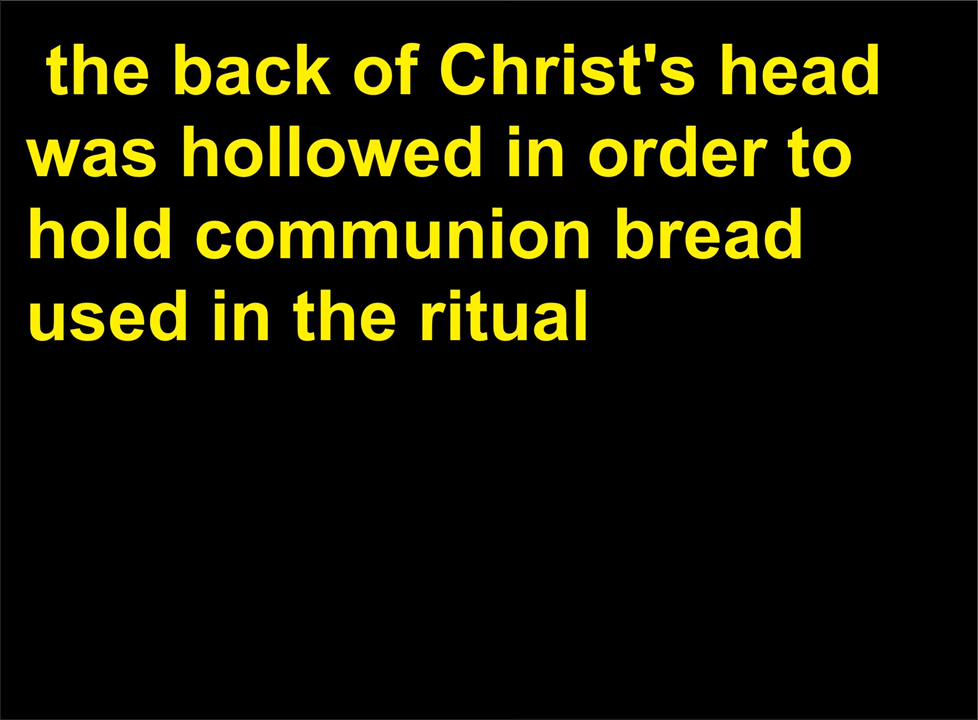 the back of Christ's head
was hollowed in order to
hold communion bread
used in the ritual